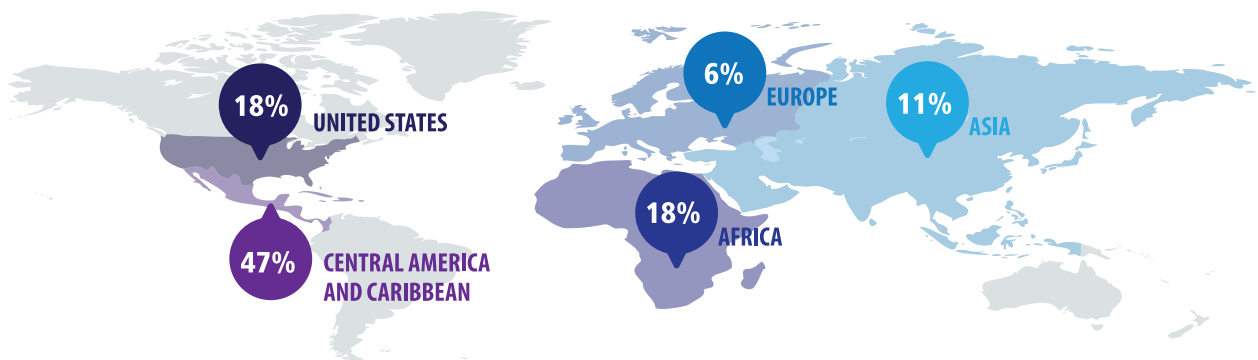 18%
UNITED STATES
47%
CENTRAL AMERICA
AND CARIBBEAN
6%
EUROPE
18%
AFRICA
11%
ASIA